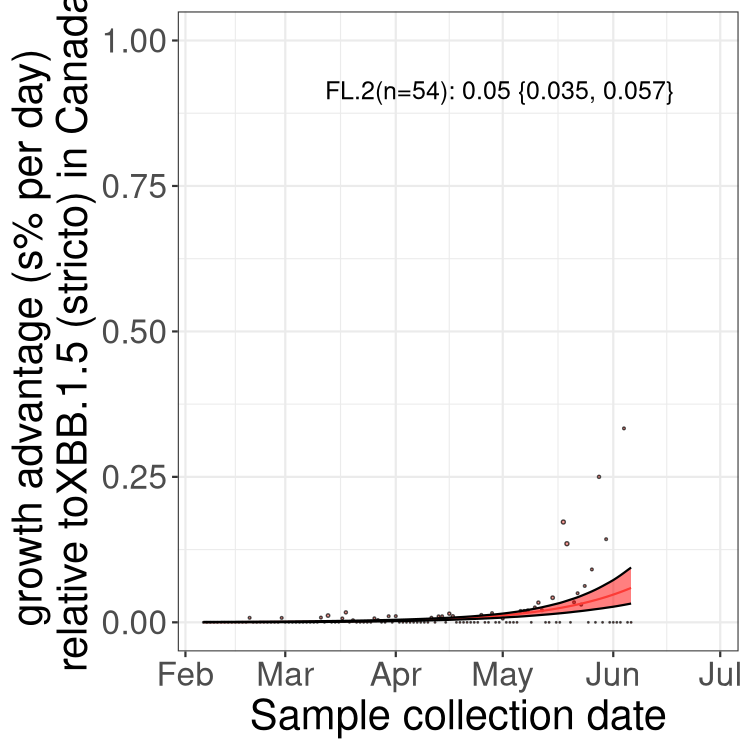 growth advantage (s% per day)
relative toXBB.1.5 (stricto) in Canada
1.00
0.75
0.50
0.25
0.00
FL.2(n=54): 0.05 {0.035, 0.057}
Feb Mar Apr May Jun Jul
Sample collection date